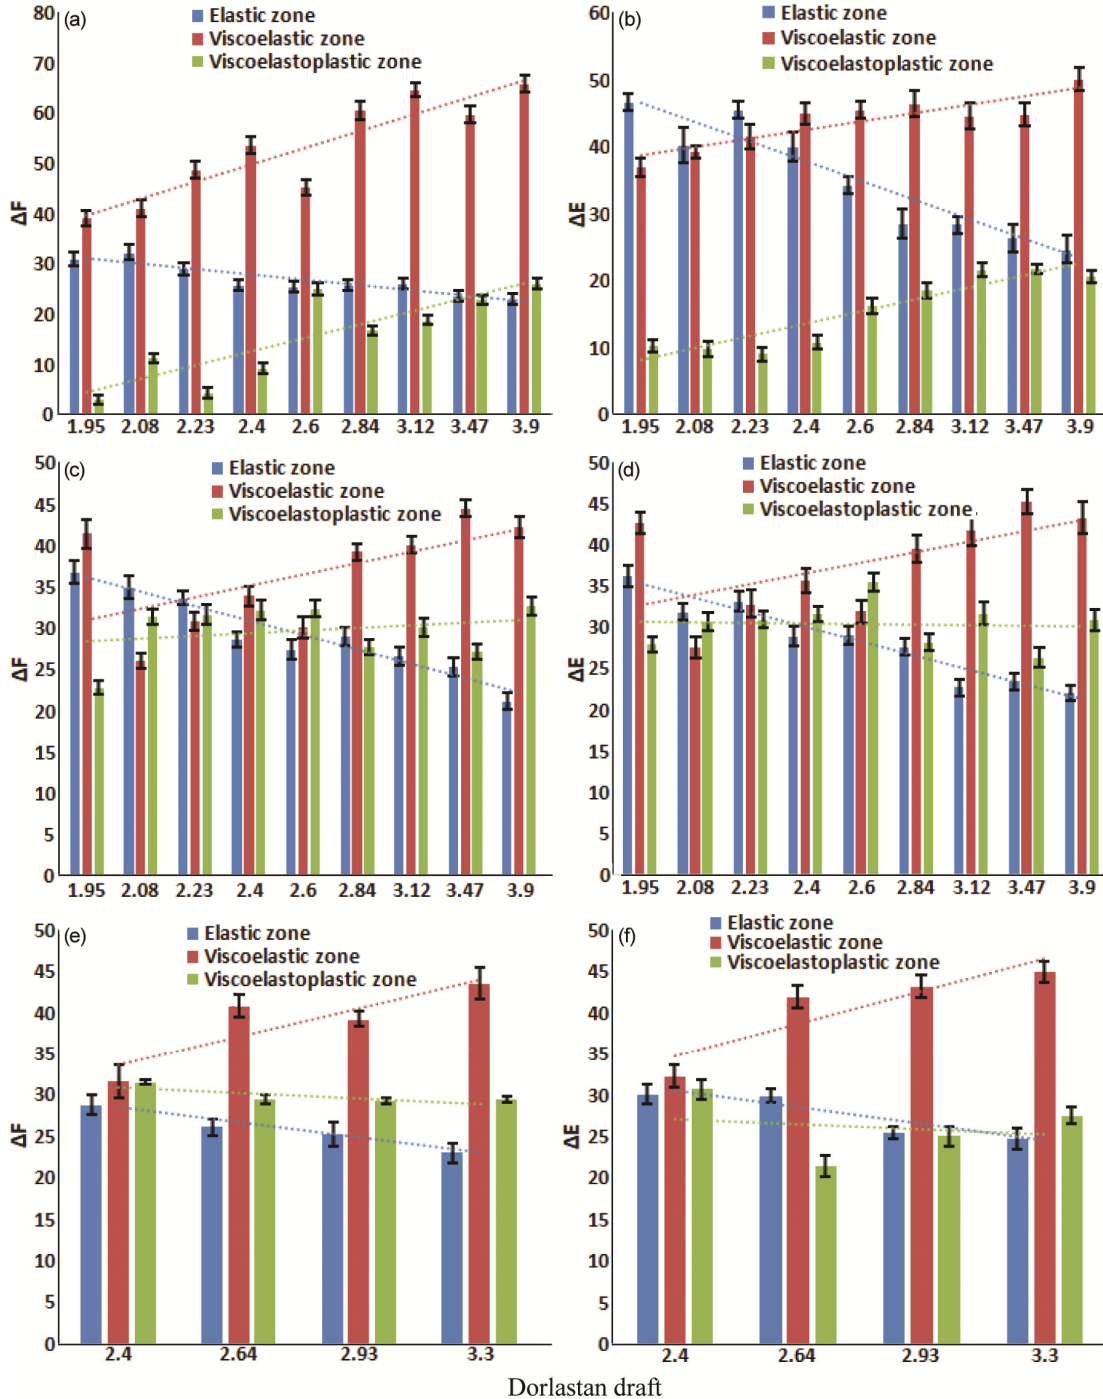 (a)
Elastic zone
Viscoelastic zone
Viscoelastoplastic zone
80
70
60
50
40
30
20
10
0
ΔF
1.95 2.08 2.23 2.4 2.6 2.84 3.12 3.47 3.9
(b)
Elastic zone
Viscoelastic zone
Viscoelastoplastic zone
60
50
40
30
20
10
0
ΔE
1.95 2.08 2.23 2.4 2.6 2.84 3.12 3.47 3.9
(c)
Elastic zone
Viscoelastic zone
Viscoelastoplastic zone
50
45
40
35
30
25
20
15
10
5
0
ΔF
1.95 2.08 2.23 2.4 2.6 2.84 3.12 3.47 3.9
(d)
Elastic zone
Viscoelastic zone
Viscoelastoplastic zone
50
45
40
35
30
25
20
15
10
5
0
ΔE
1.95 2.08 2.23 2.4 2.6 2.84 3.12 3.47 3.9
(e)
Elastic zone
Viscoelastic zone
Viscoelastoplastic zone
50
45
40
35
30
25
20
15
10
5
0
ΔF
2.4 2.64 2.93 3.3
(f)
Elastic zone
Viscoelastic zone
Viscoelastoplastic zone
50
45
40
35
30
25
20
15
10
5
0
ΔE
2.4 2.64 2.93 3.3
Dorlastan draft